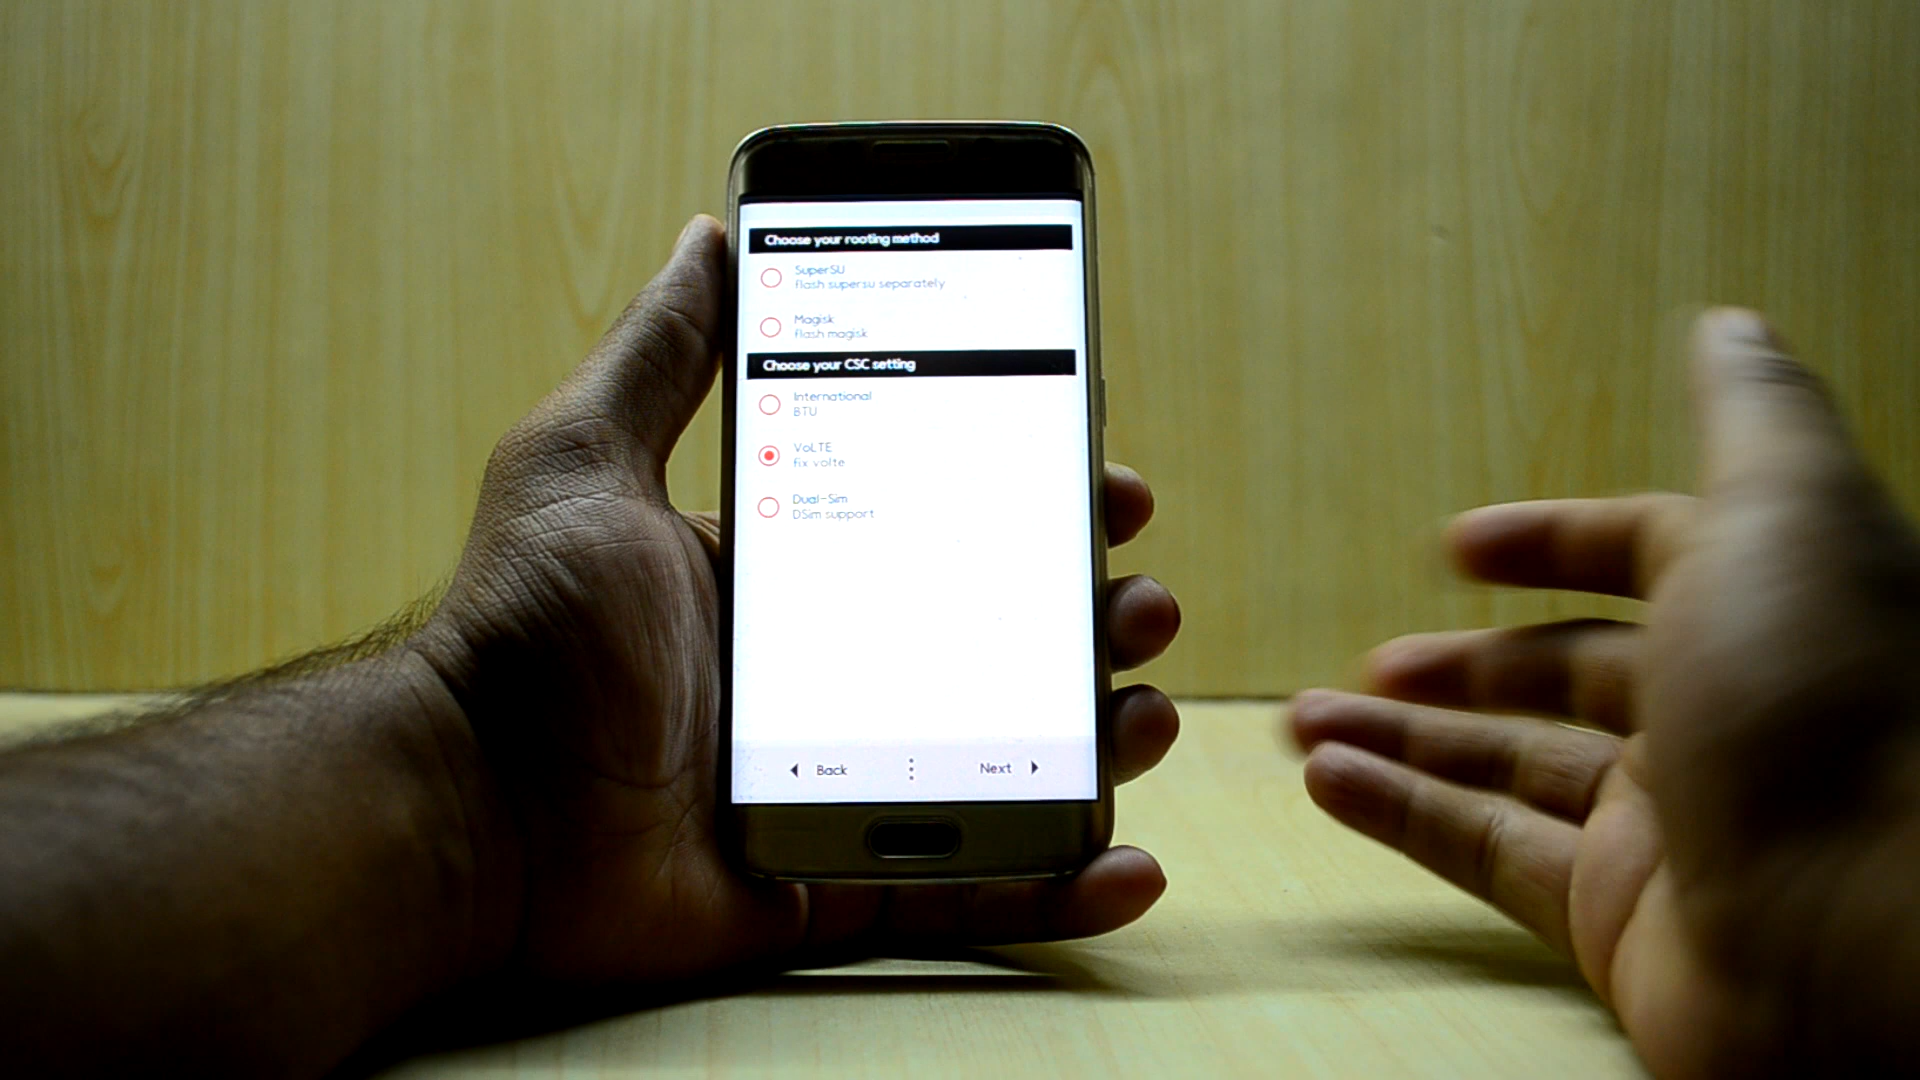 Choose your rooting method
SuperSU
flash supersu separately
Magisk
flash magisk
Choose your CSC setting
International
BTU
VoLTE
fix volte
Dual-Sim
DSim support
Back
Next